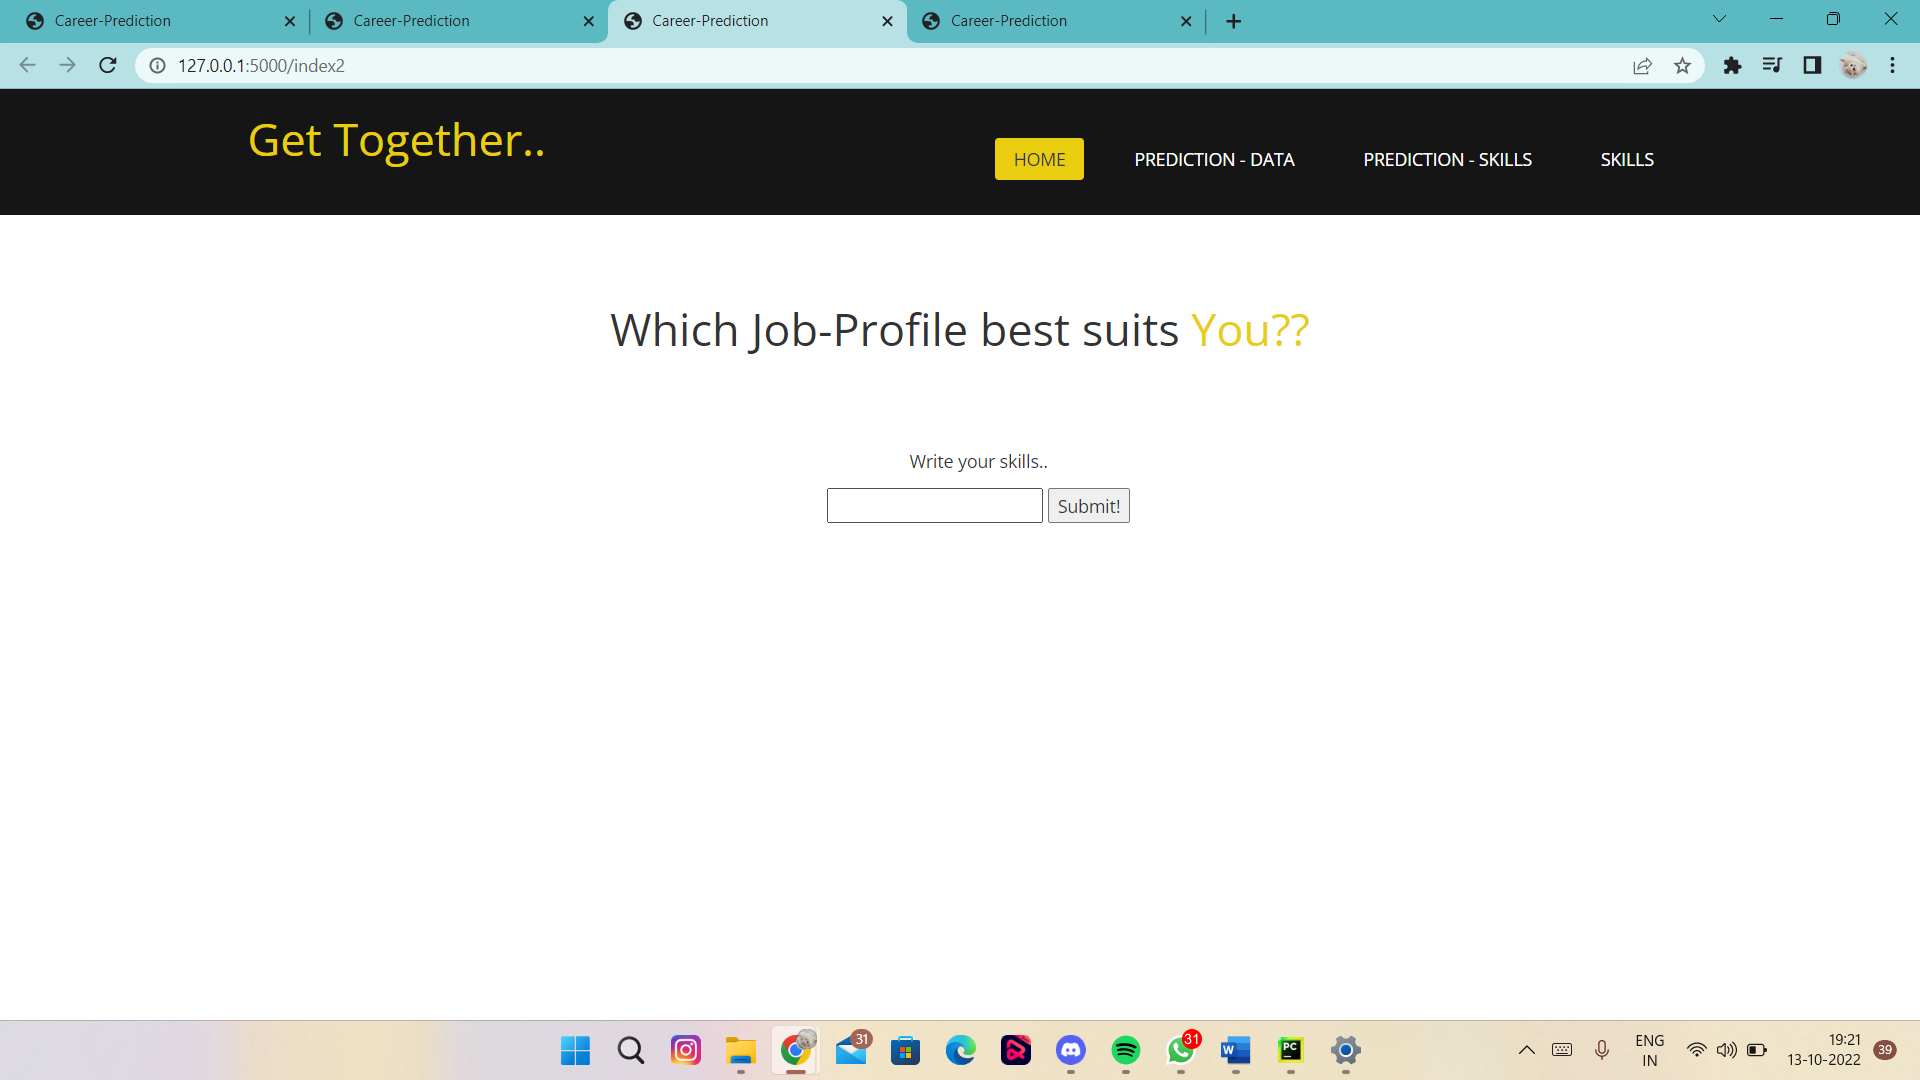 Career-Prediction
Career-Prediction
Career-Prediction
Career-Prediction
127.0.0.1:5000/index2
Get Together..
HOME
PREDICTION - DATA
PREDICTION - SKILLS
SKILLS
Which Job-Profile best suits You??
Write your skills..
Submit!
31
31
W
PC
ENG
IN
19:21
13-10-2022
39